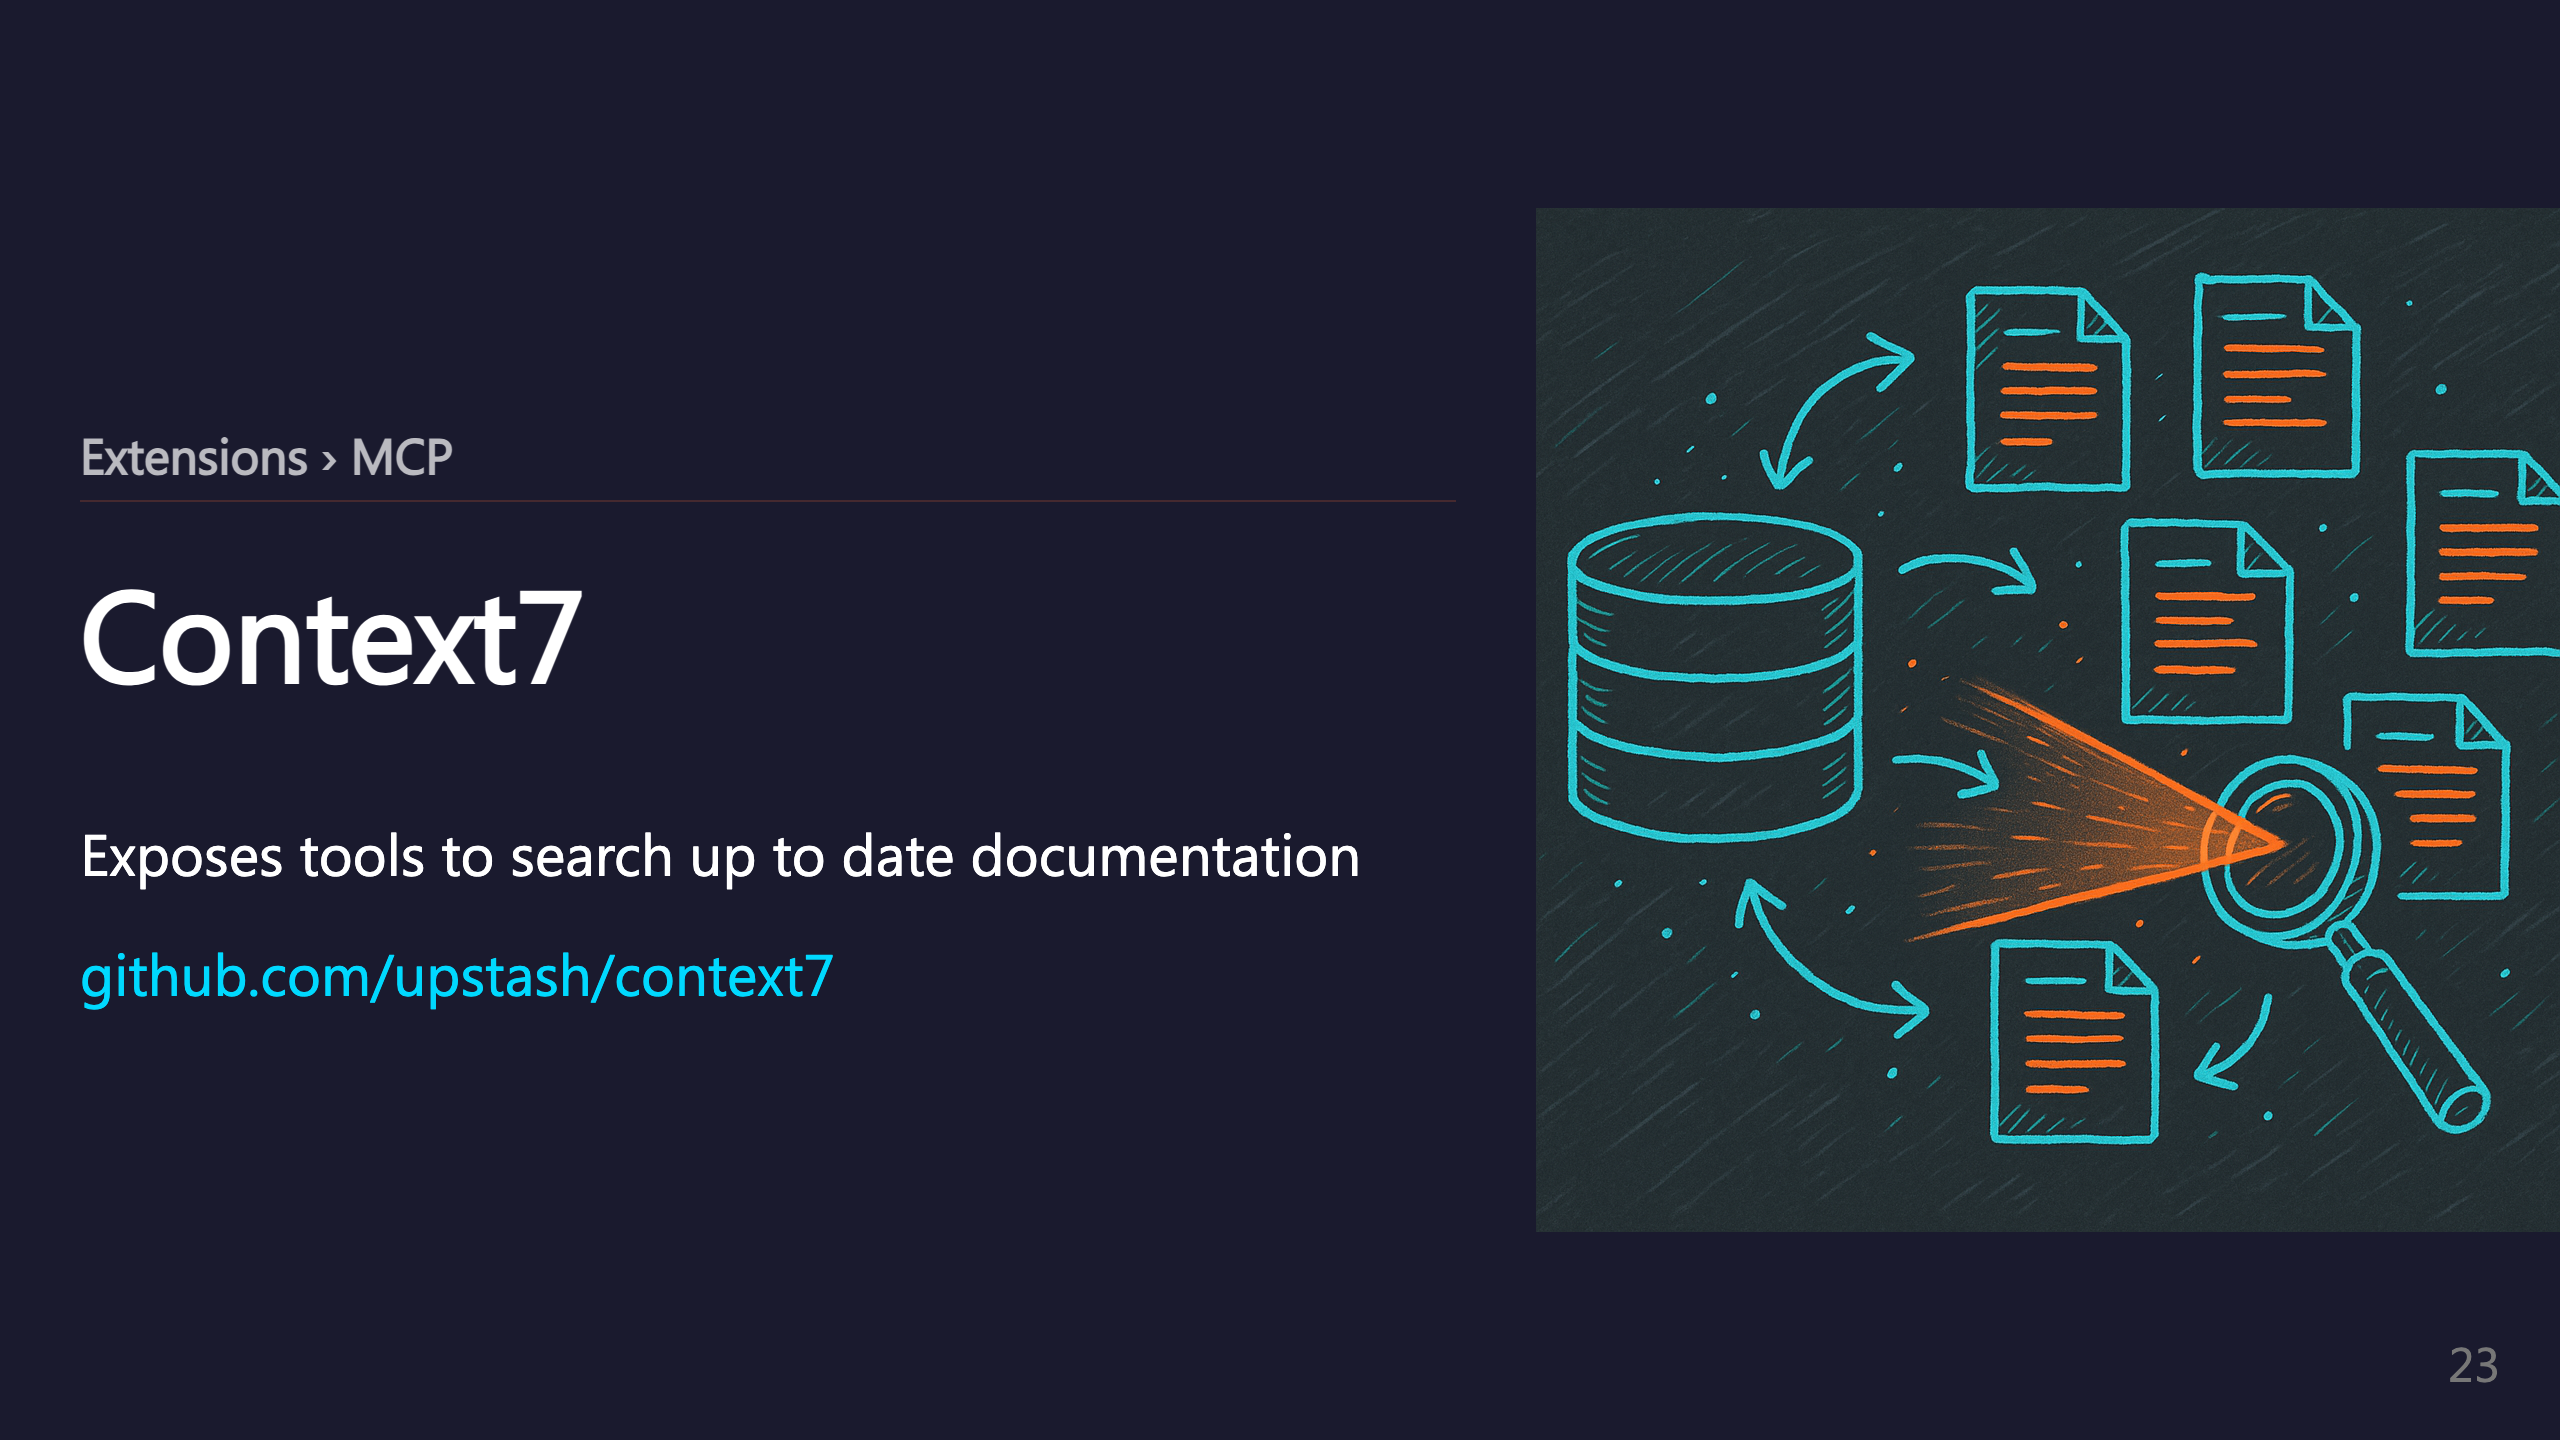 Extensions › MCP
Context7
Exposes tools to search up to date documentation
github.com/upstash/context7
23